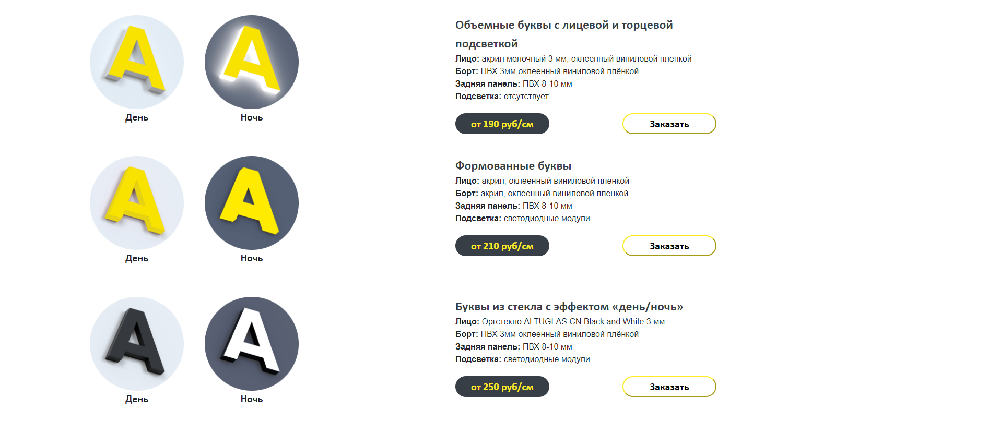 А
А
День
Ночь
Объемные буквы с лицевой и торцевой
подсветкой
Лицо: акрил молочный 3 мм, оклеенный виниловой плёнкой
Борт: ПВХ 3мм оклеенный виниловой плёнкой
Задняя панель: ПВХ 8-10 мм
Подсветка: отсутствует
от 190 руб/см
Заказать
А
А
День
Ночь
Формованные буквы
Лицо: акрил, оклеенный виниловой пленкой
Борт: акрил, оклеенный виниловой пленкой
Задняя панель: ПВХ 8-10 мм
Подсветка: светодиодные модули
от 210 руб/см
Заказать
А
А
День
Ночь
Буквы из стекла с эффектом «день/ночь»
Лицо: Оргстекло ALTUGLAS CN Black and White 3 мм
Борт: ПВХ 3мм оклеенный виниловой плёнкой
Задняя панель: ПВХ 8-10 мм
Подсветка: светодиодные модули
от 250 руб/см
Заказать